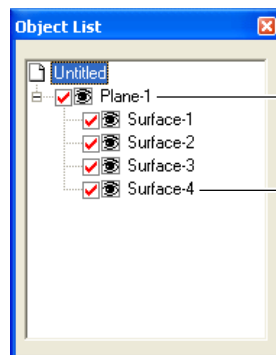 Object List
Untitled
Plane-1
Surface-1
Surface-2
Surface-3
Surface-4